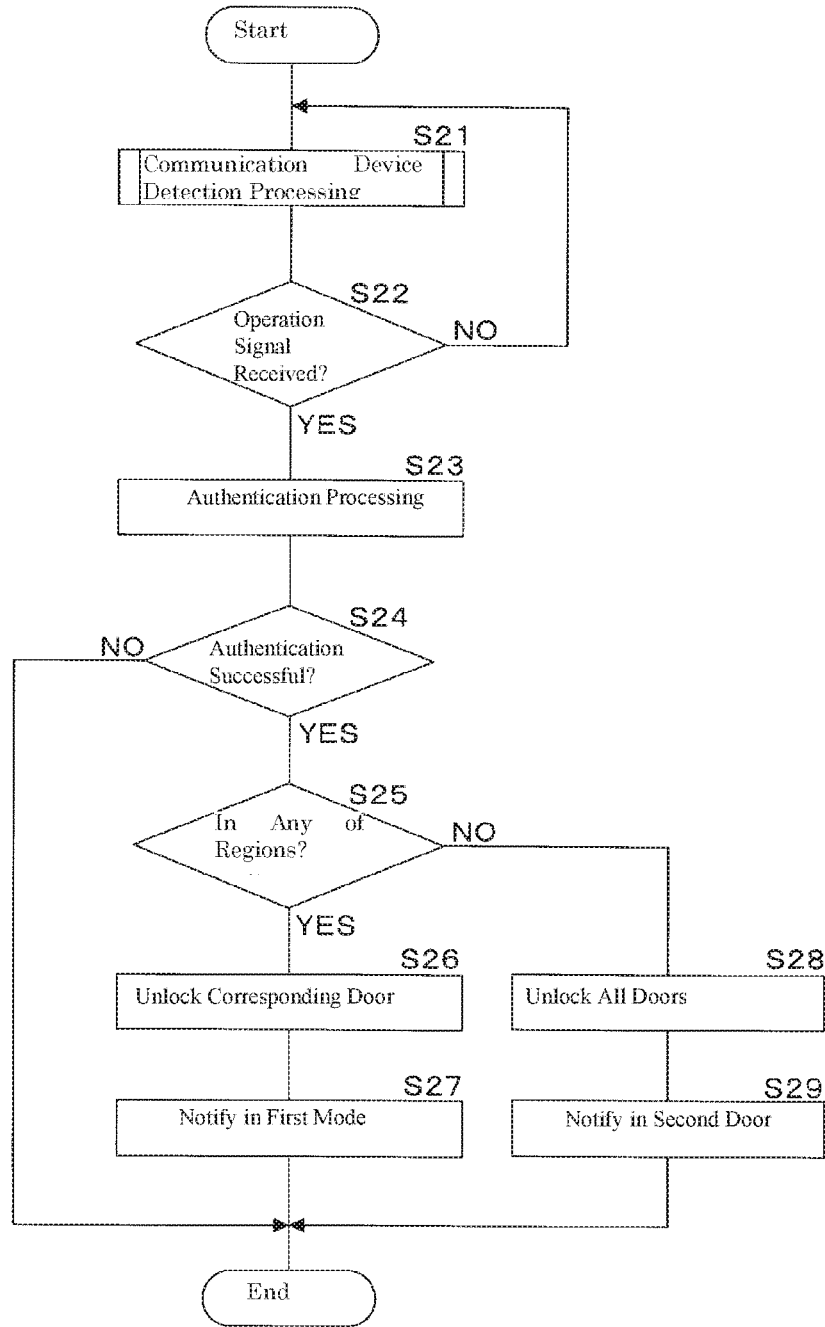 Start
S21
Communication Device
Detection Processing
S22
Operation
Signal
Received?
NO
YES
S23
Authentication Processing
S24
NO
Authentication
Successful?
YES
S25
In Any of
Regions?
NO
YES
S26
Unlock Corresponding Door
S28
Unlock All Doors
S27
Notify in First Mode
S29
Notify in Second Door
End